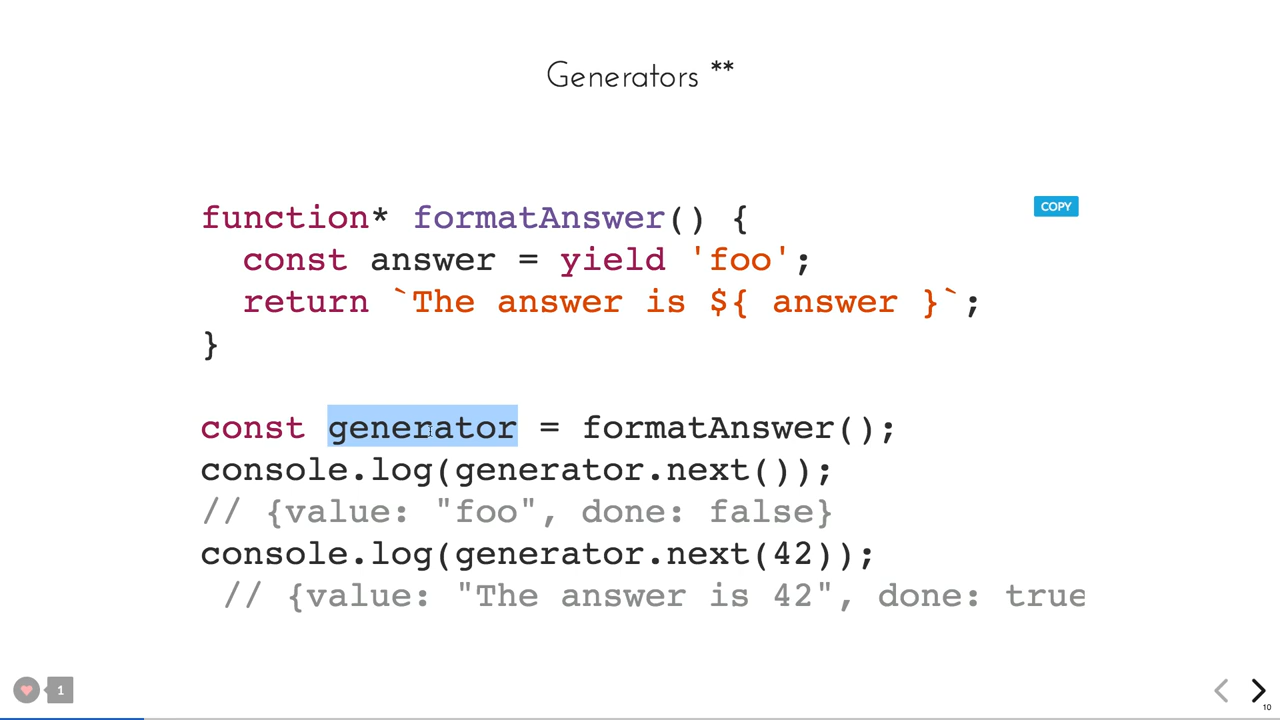 Generators **
COPY
function* formatAnswer() {
  const answer = yield 'foo';
  return `The answer is ${ answer }`;
}
const generator = formatAnswer();
console.log(generator.next());
// {value: "foo", done: false}
console.log(generator.next(42));
 // {value: "The answer is 42", done: true
1
10